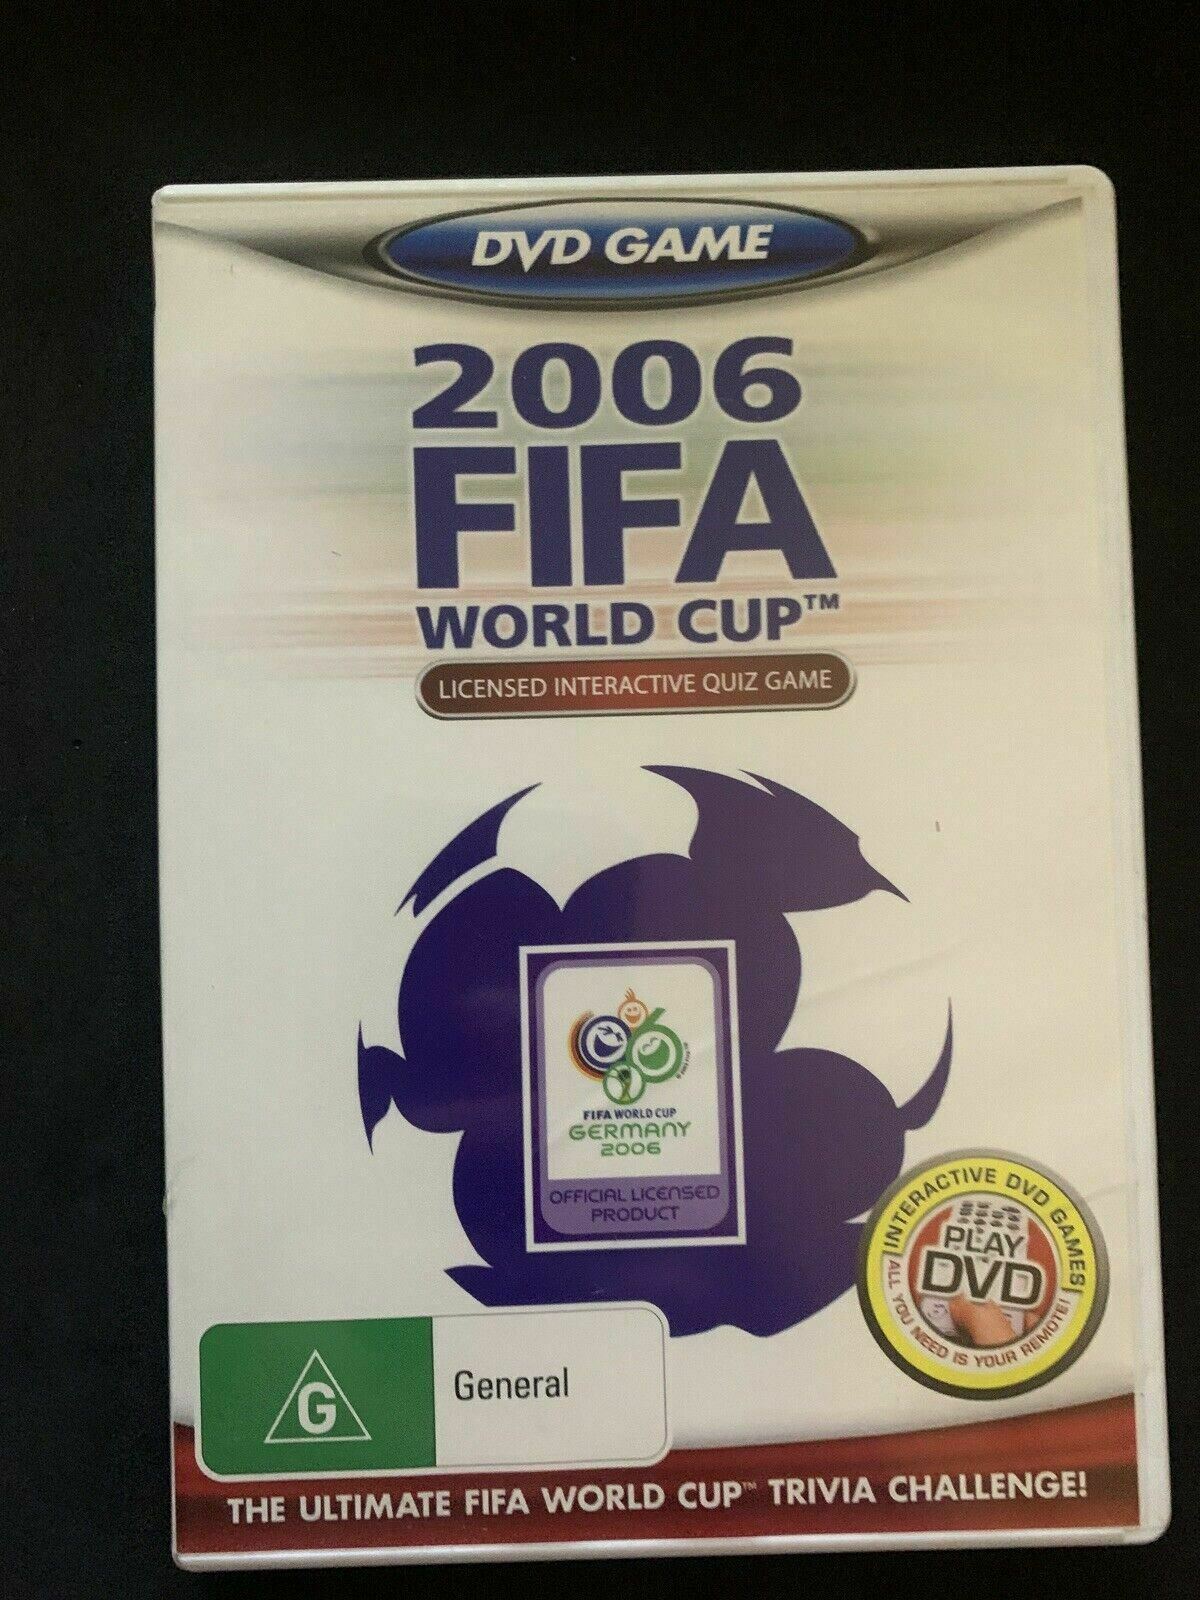 DVD GAME
2006
FIFA
WORLD CUP™
LICENSED INTERACTIVE QUIZ GAME
FIFA WORLD CUP
GERMANY
2006
OFFICIAL LICENSED
PRODUCT
INTERACTIVE DVD GAMES
PLAY
DVD
ALL YOU NEED IS YOUR REMOTE!
G
General
THE ULTIMATE FIFA WORLD CUP™ TRIVIA CHALLENGE!